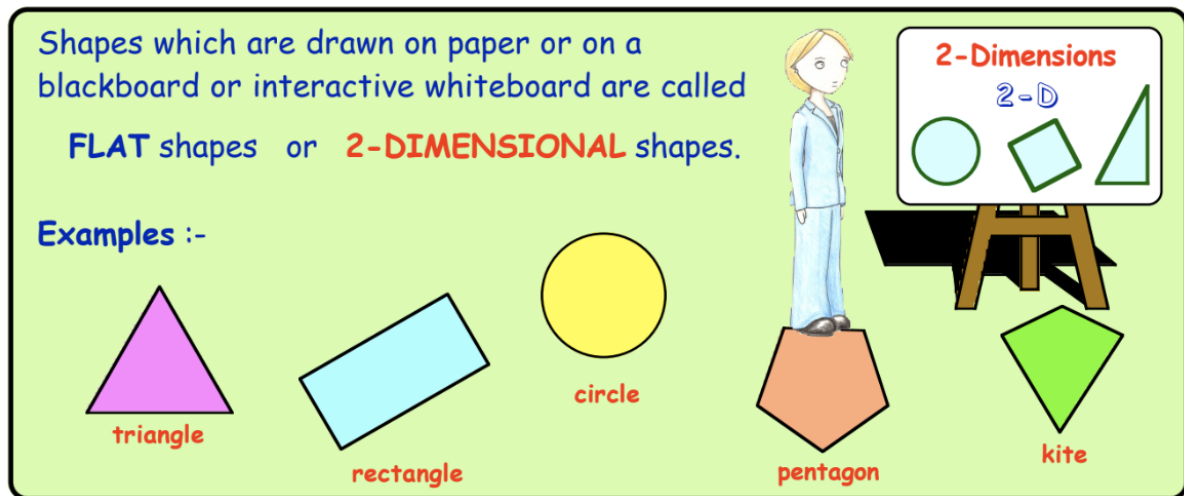 Shapes which are drawn on paper or on a
blackboard or interactive whiteboard are called
FLAT shapes or 2-DIMENSIONAL shapes.
2-Dimensions
2-D
Examples :-
triangle
rectangle
circle
pentagon
kite